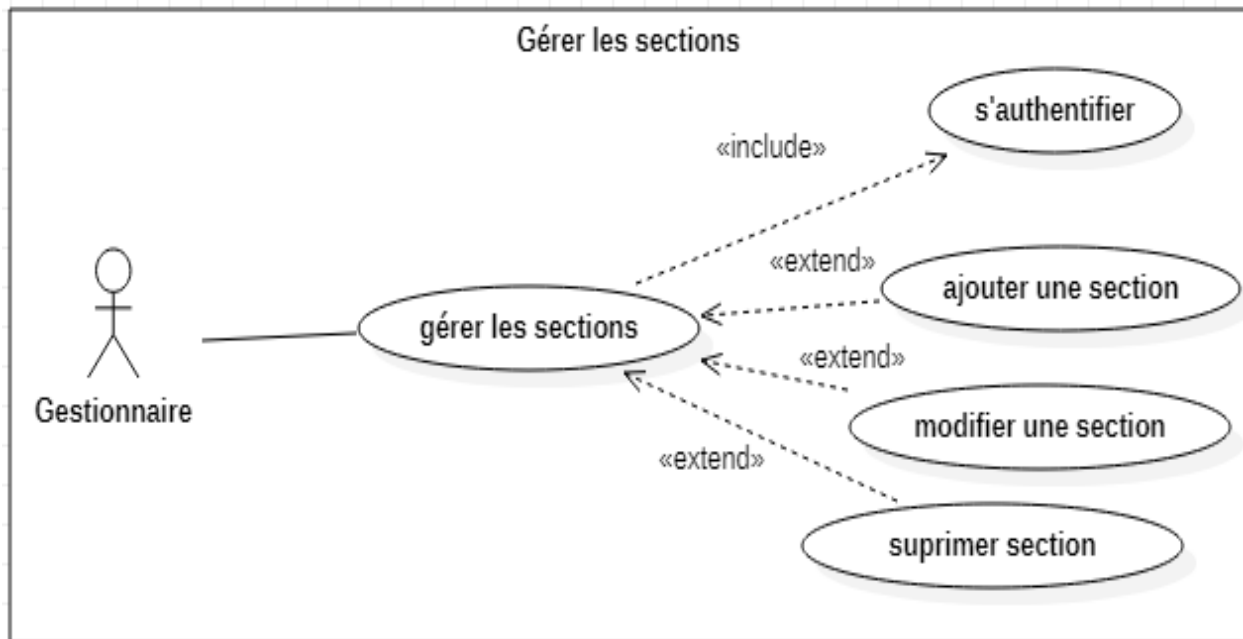 Gérer les sections
s'authentifier
«include»
«extend»
ajouter une section
gérer les sections
«extend»
modifier une section
Gestionnaire
«extend»
suprimer section